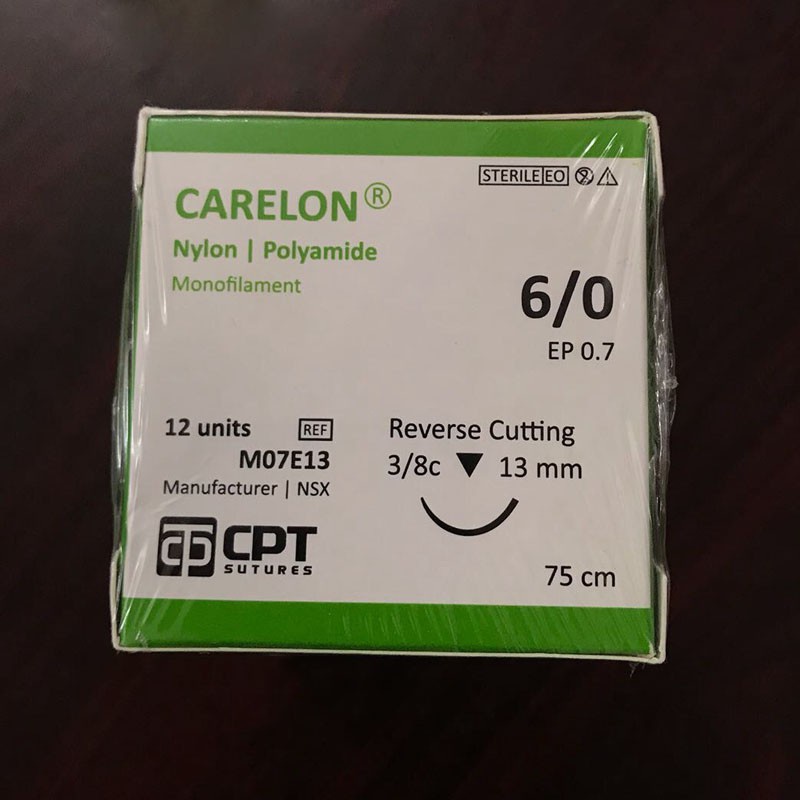 STERILE EO
CARELON®
Nylon | Polyamide
Monofilament
6/0
EP 0.7
12 units REF
M07E13
Manufacturer | NSX
CPT
SUTURES
Reverse Cutting
3/8c ▼ 13 mm
75 cm